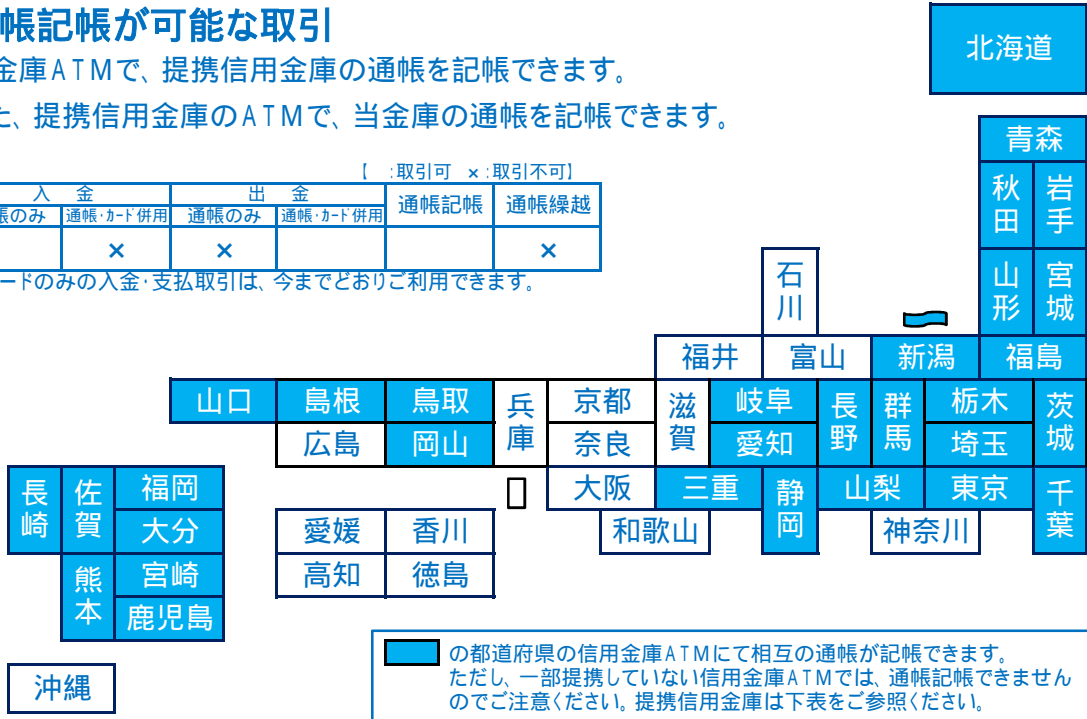 帳記帳が可能な取引
金庫ATMで、提携信用金庫の通帳を記帳できます。
た、提携信用金庫のATMで、当金庫の通帳を記帳できます。
【　:取引可　×:取引不可】
入　金　出　金　通帳記帳　通帳繰越
帳のみ　通帳・カード併用　通帳のみ　通帳・カード併用
×　×　×
ードのみの入金・支払取引は、今までどおりご利用できます。
北海道
青森
秋田　岩手
石川　山形　宮城
福井　富山　新潟　福島
山口　島根　鳥取　兵庫　京都　滋賀　岐阜　長野　群馬　栃木　茨城
広島　岡山　奈良　愛知　埼玉
長崎　佐賀　福岡　大阪　三重　静岡　山梨　東京　千葉
大分　愛媛　香川　和歌山　神奈川
熊本　宮崎　高知　徳島
鹿児島
沖縄
の都道府県の信用金庫ATMにて相互の通帳が記帳できます。
ただし、一部提携していない信用金庫ATMでは、通帳記帳できません
のでご注意ください。提携信用金庫は下表をご参照ください。